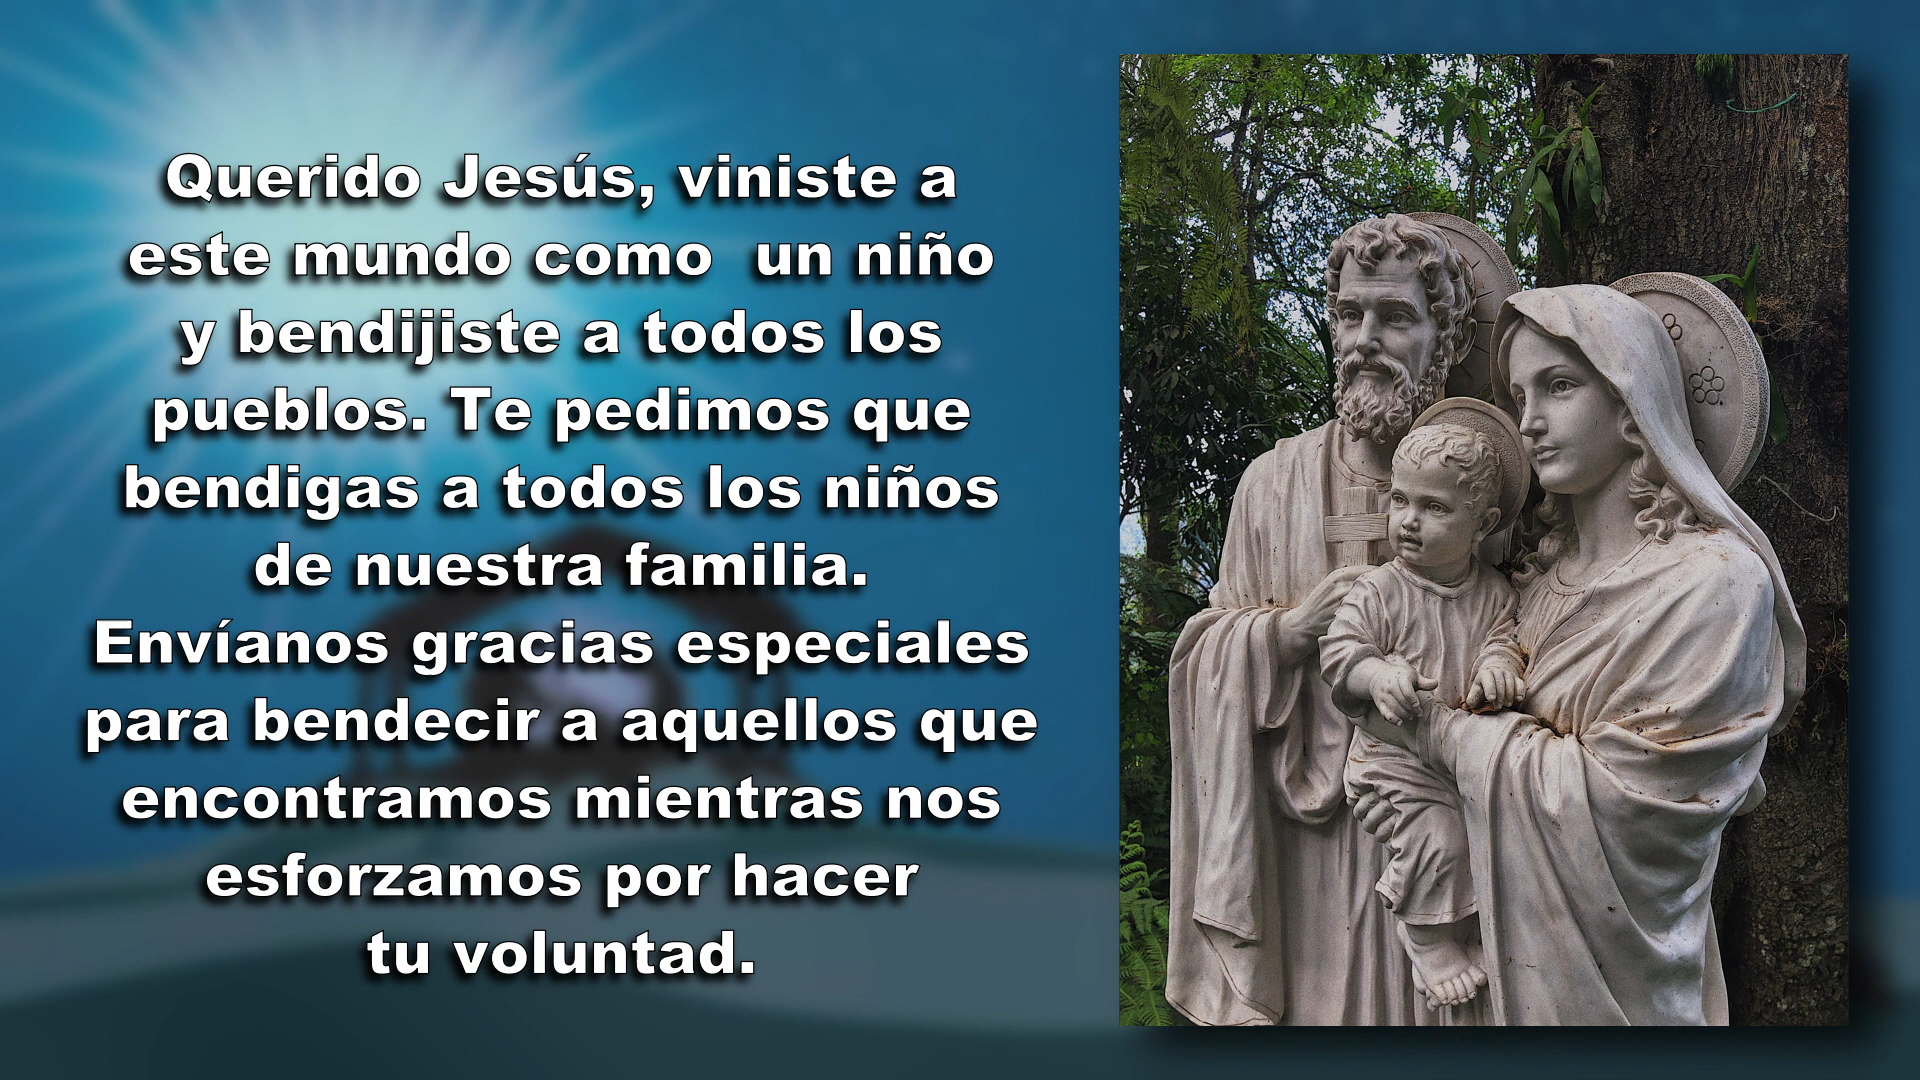 Querido Jesús, viniste a
este mundo como  un niño
y bendijiste a todos los
pueblos. Te pedimos que
bendigas a todos los niños
de nuestra familia.
Envíanos gracias especiales
para bendecir a aquellos que
encontramos mientras nos
esforzamos por hacer
tu voluntad.